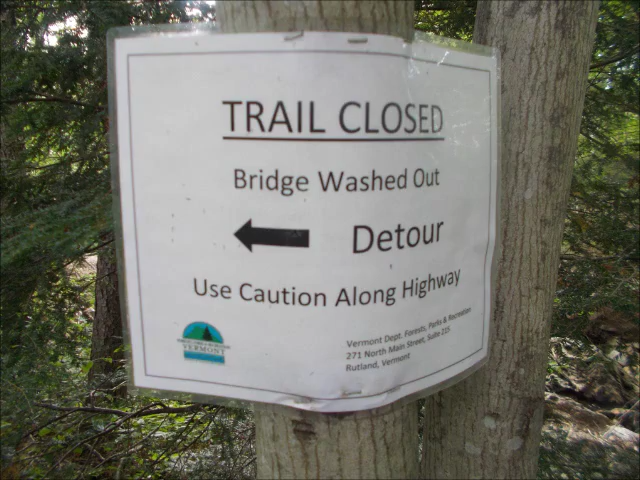 TRAIL CLOSED
Bridge Washed Out
Detour
Use Caution Along Highway
Vermont Dept. Forests, Parks & Recreation
271 North Main Street, Suite 215
Rutland, Vermont
VERMONT